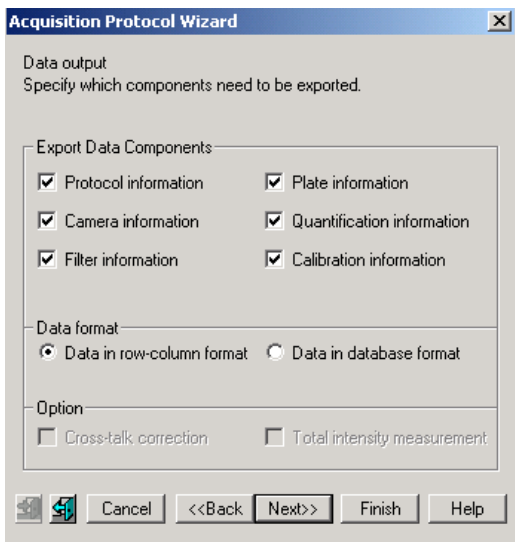 Acquisition Protocol Wizard
Data output
Specify which components need to be exported.
Export Data Components
Protocol information Plate information
Camera information Quantification information
Filter information Calibration information
Data format
Data in row-column format Data in database format
Option
Cross-talk correction Total intensity measurement
Cancel <<Back Next>> Finish Help